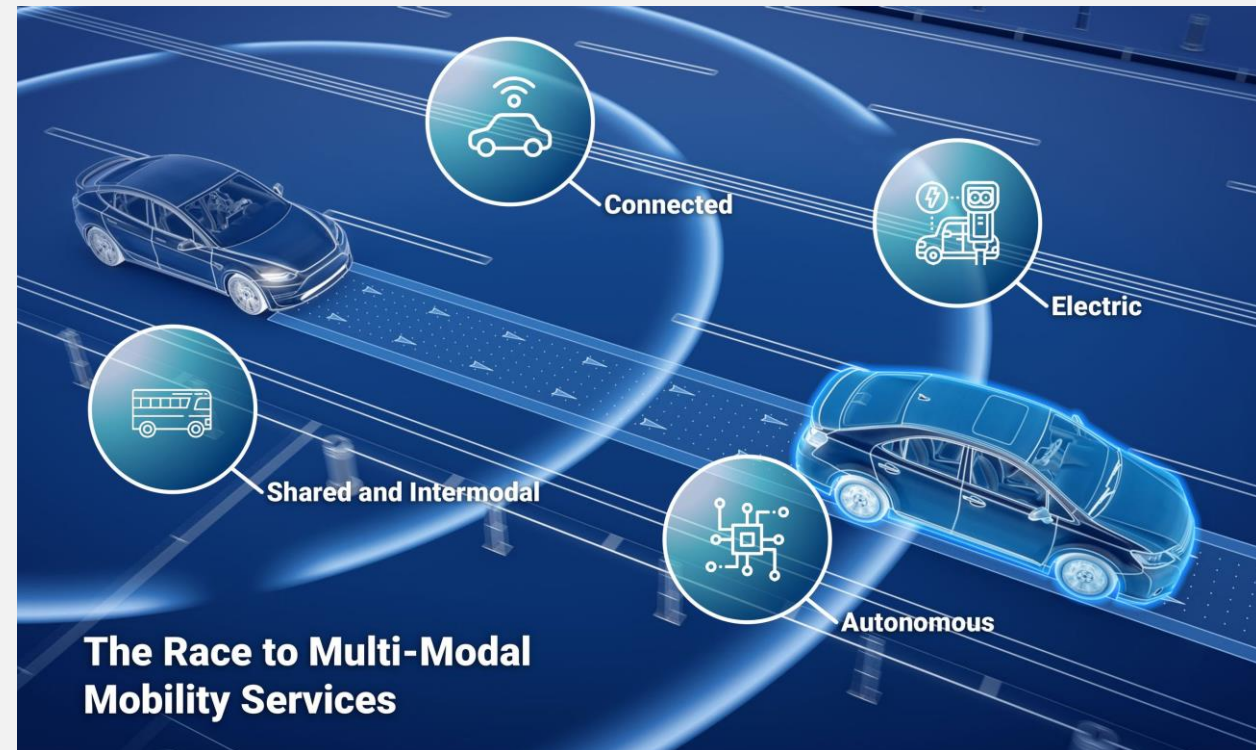 Connected
Electric
Shared and Intermodal
Autonomous
The Race to Multi-Modal
Mobility Services